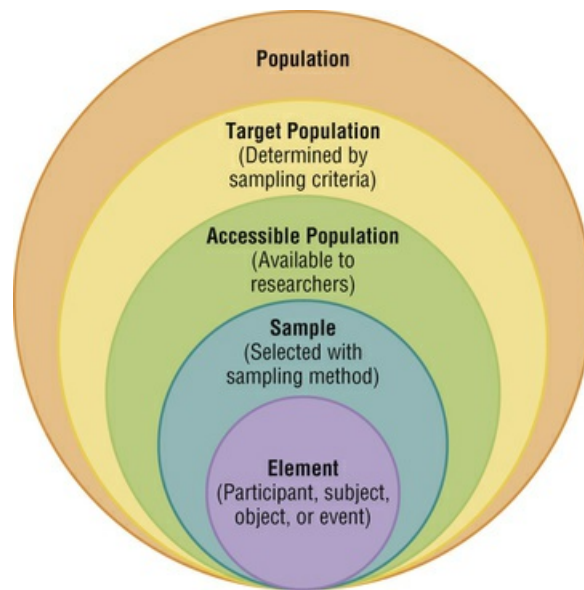 Population
Target Population
(Determined by
sampling criteria)
Accessible Population
(Available to
researchers)
Sample
(Selected with
sampling method)
Element
(Participant, subject,
object, or event)